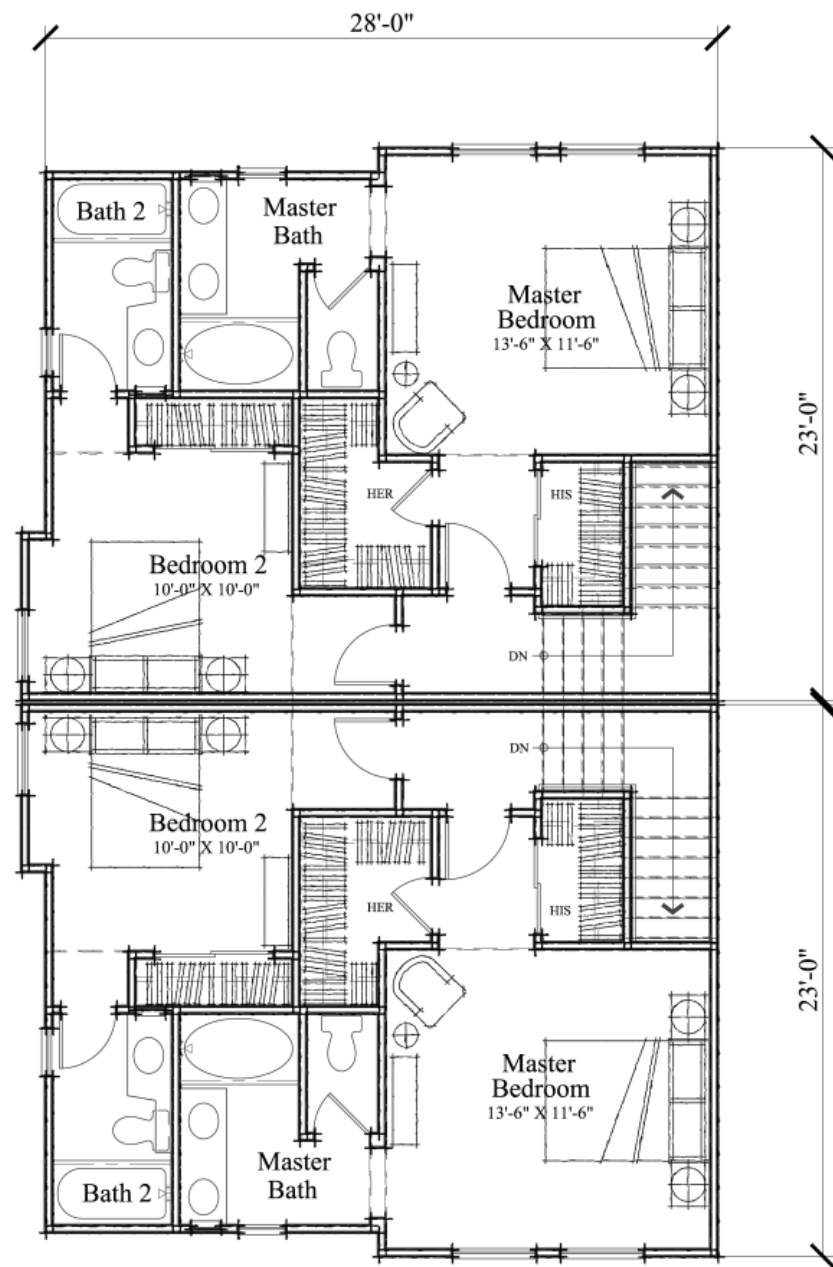 28'-0"
Bath 2
Master
Bath
Master
Bedroom
13'-6" X 11'-6"
23'-0"
HER
HIS
Bedroom 2
10'-0" X 10'-0"
DN
DN
Bedroom 2
10'-0" X 10'-0"
HER
HIS
23'-0"
Master
Bedroom
13'-6" X 11'-6"
Master
Bath
Bath 2